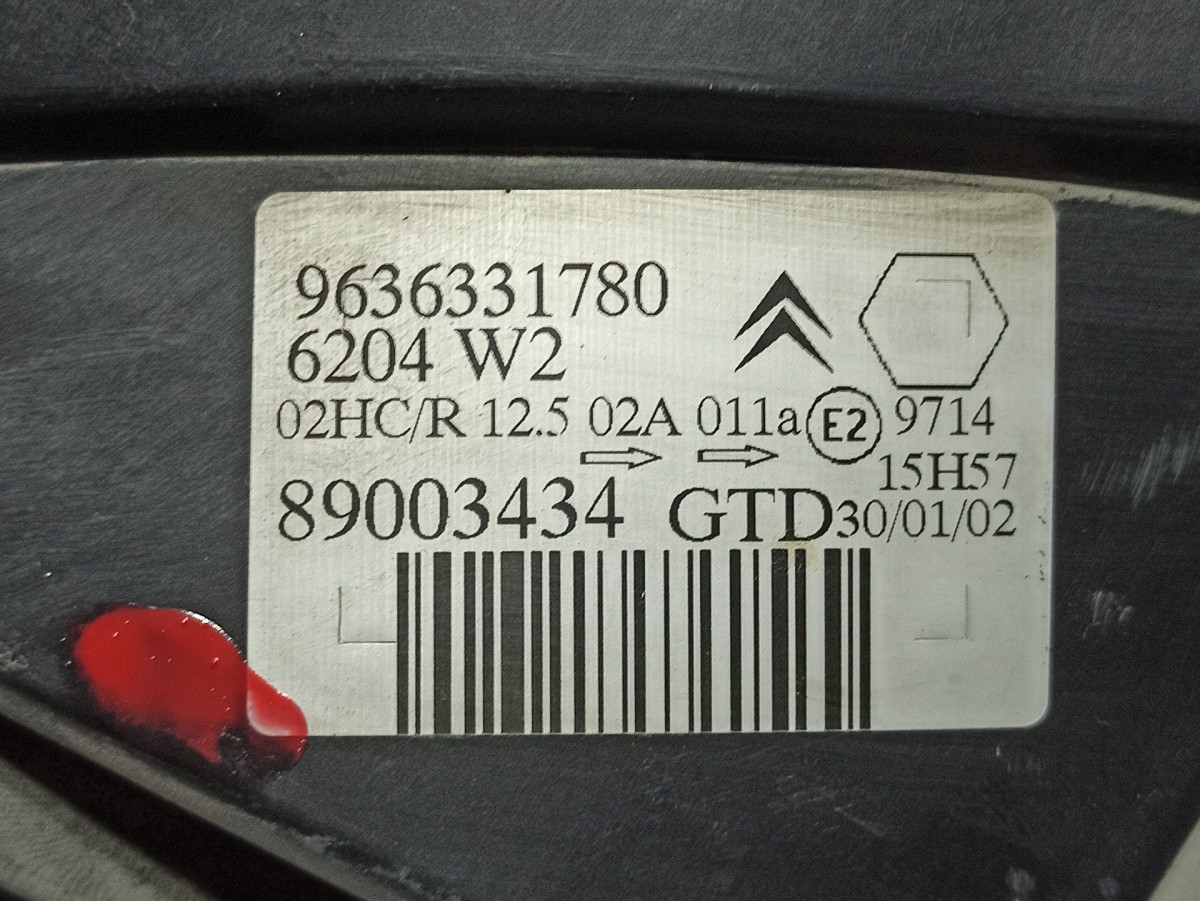 9636331780
6204 W2
02HC/R 12.5 02A 011a E2 9714
15H57
89003434 GTD 30/01/02